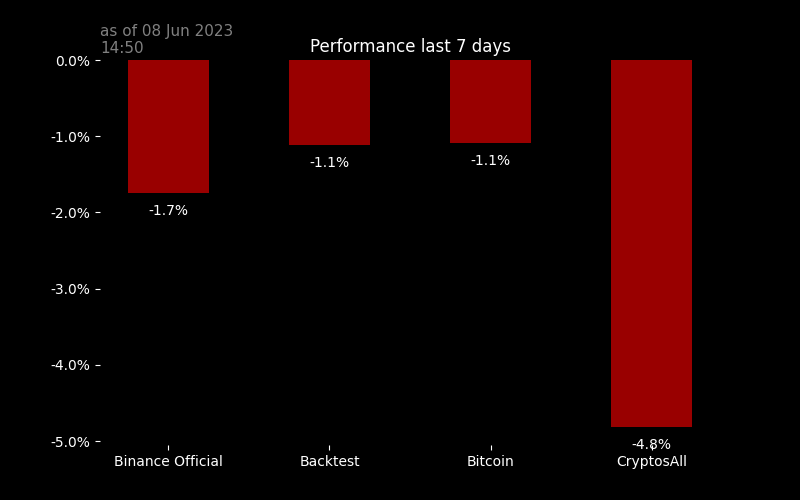 as of 08 Jun 2023
14:50
Performance last 7 days
0.0%
-1.0%
-2.0%
-3.0%
-4.0%
-5.0%
-1.7%
-1.1%
-1.1%
-4.8%
Binance Official
Backtest
Bitcoin
CryptosAll